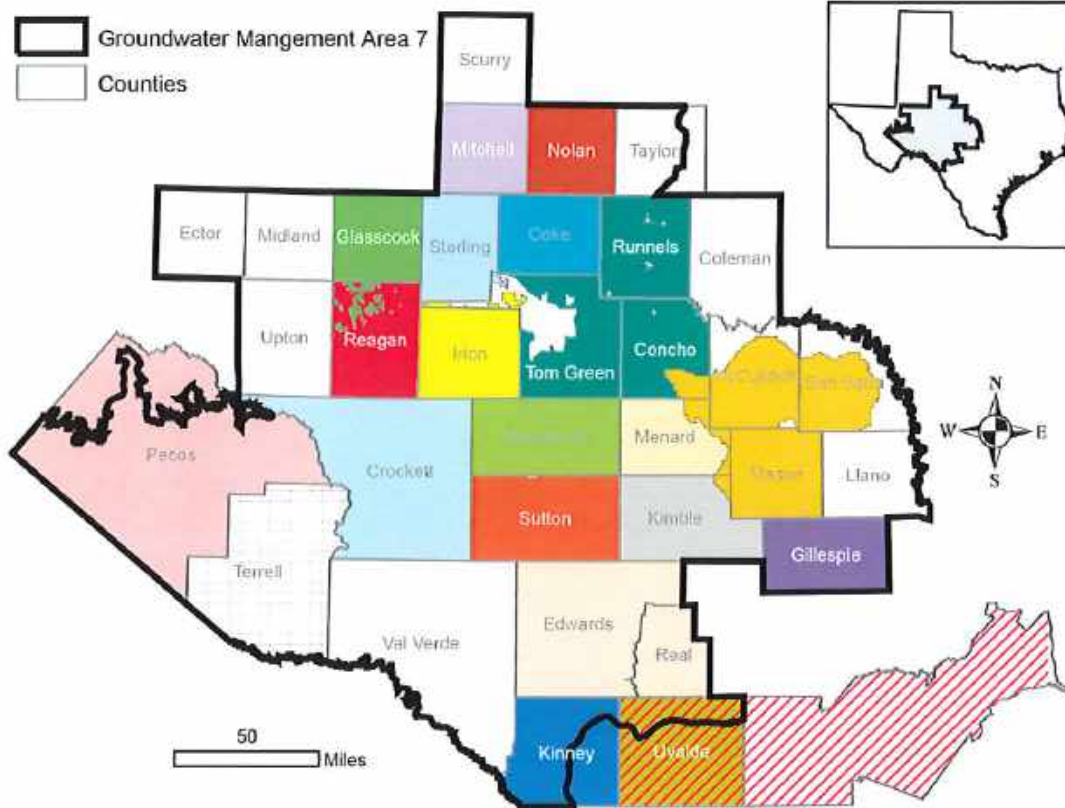 Groundwater Mangement Area 7
Counties
Scurry
Mitchell
Nolan
Taylor
Ector
Midland
Glasscock
Sterling
Coke
Runnels
Coleman
Upton
Reagan
Irion
Tom Green
Concho
McCulloch
San Saba
Pecos
Crockett
Menard
Mason
Llano
Sutton
Kimble
Gillespie
Terrell
Val Verde
Edwards
Real
Kinney
Uvalde
N
W
E
S
50
Miles